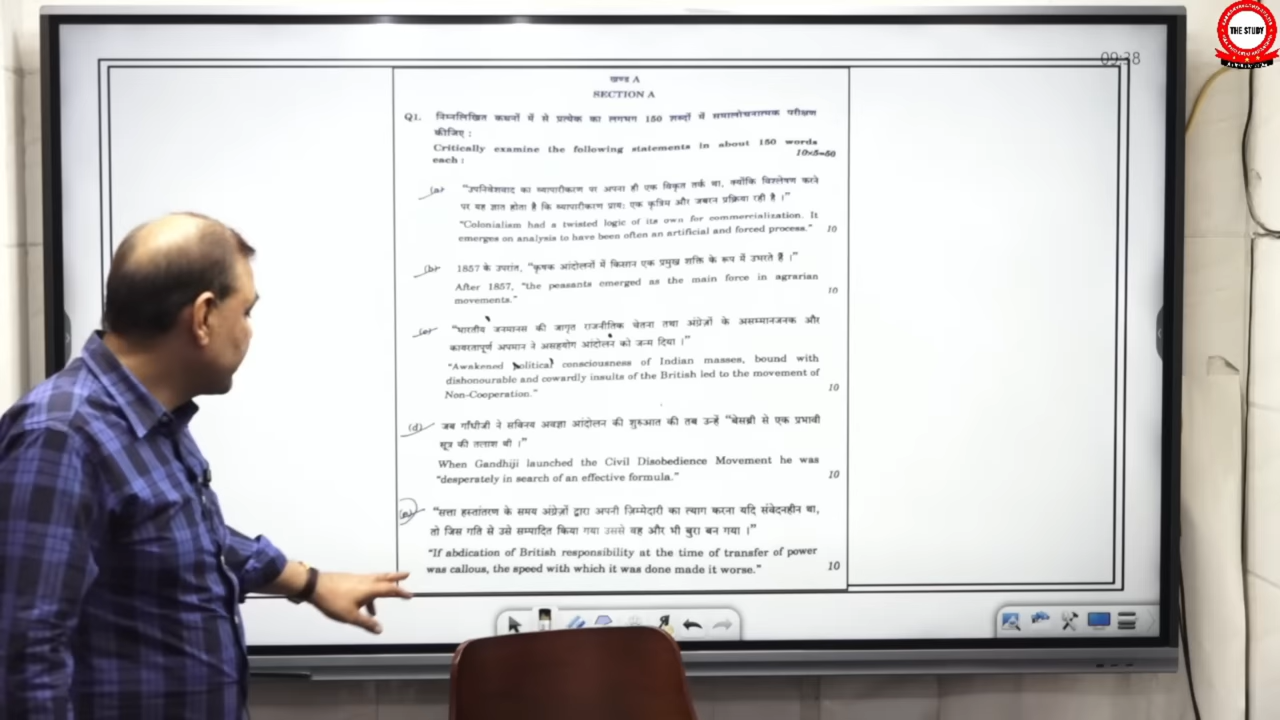 THE STUDY
09:38
खण्ड A
SECTION A
Q1. निम्नलिखित कथनों में से प्रत्येक का लगभग 150 शब्दों में समालोचनात्मक परीक्षण
कीजिए :
Critically examine the following statements in about 150 words
each : 10×5=50
(a) "उपनिवेशवाद का व्यापारीकरण पर अपना ही एक विकृत तर्क था, क्योंकि विश्लेषण करने
पर यह ज्ञात होता है कि व्यापारीकरण प्राय: एक कृत्रिम और जबरन प्रक्रिया रही है ।"
"Colonialism had a twisted logic of its own for commercialization. It
emerges on analysis to have been often an artificial and forced process." 10
(b) 1857 के उपरांत, "कृषक आंदोलनों में किसान एक प्रमुख शक्ति के रूप में उभरते हैं ।"
After 1857, "the peasants emerged as the main force in agrarian
movements." 10
(c) "भारतीय जनमानस की जागृत राजनीतिक चेतना तथा अंग्रेज़ों के असम्मानजनक और
कायरतापूर्ण अपमान ने असहयोग आंदोलन को जन्म दिया ।"
"Awakened political consciousness of Indian masses, bound with
dishonourable and cowardly insults of the British led to the movement of
Non-Cooperation." 10
(d) जब गाँधीजी ने सविनय अवज्ञा आंदोलन की शुरुआत की तब उन्हें "बेसब्री से एक प्रभावी
सूत्र की तलाश थी ।"
When Gandhiji launched the Civil Disobedience Movement he was
"desperately in search of an effective formula." 10
(e) "सत्ता हस्तांतरण के समय अंग्रेज़ों द्वारा अपनी ज़िम्मेदारी का त्याग करना यदि संवेदनहीन था,
तो जिस गति से उसे सम्पादित किया गया उससे वह और भी बुरा बन गया ।"
"If abdication of British responsibility at the time of transfer of power
was callous, the speed with which it was done made it worse." 10